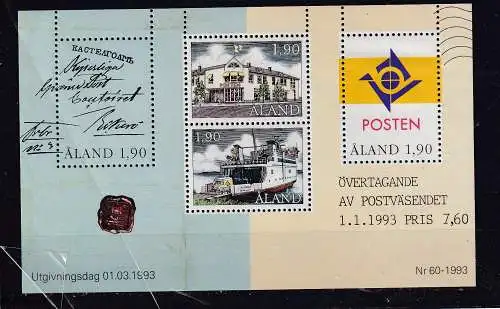 КАСТЕЛГОЛМЪ
ÅLAND 1,90
1,90
ÅLAND
1,90
ÅLAND
POSTEN
ÅLAND 1,90
ÖVERTAGANDE
AV POSTVÄSENDET
1.1.1993 PRIS 7,60
Utgivningsdag 01.03.1993
Nr 60-1993